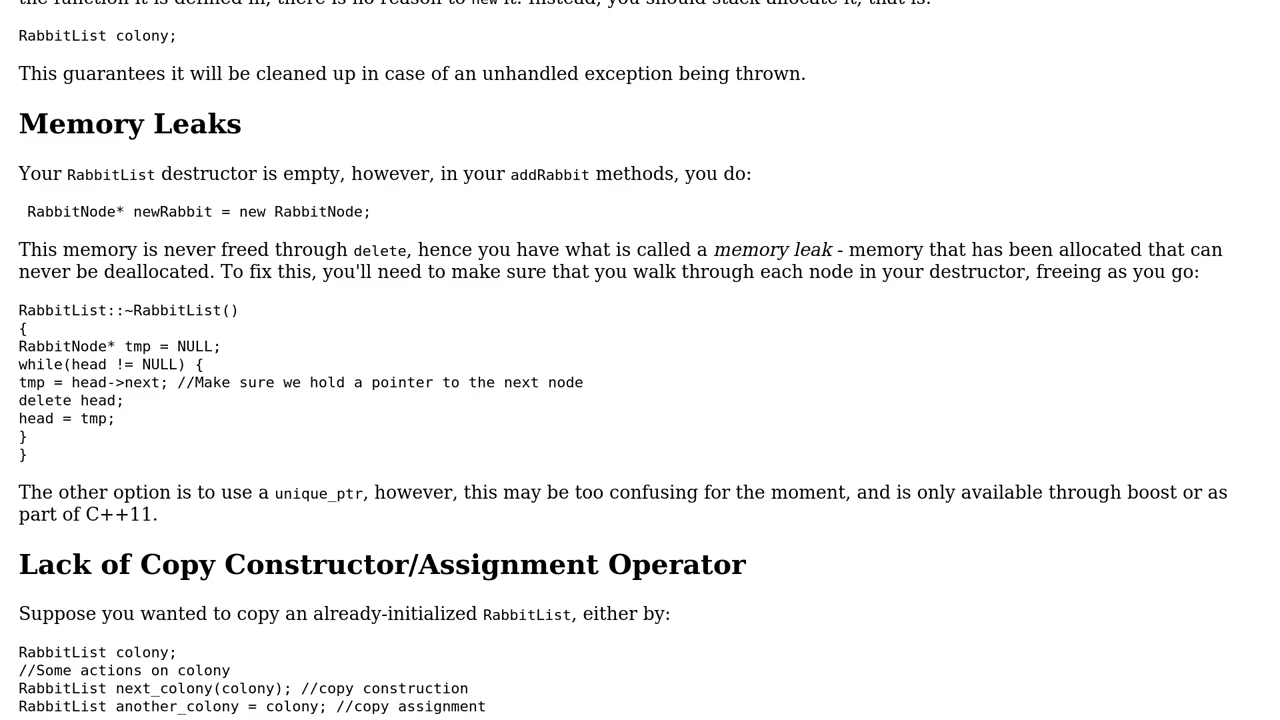 the function it is defined in, there is no reason to new it. Instead, you should stack allocate it, that is:
RabbitList colony;
This guarantees it will be cleaned up in case of an unhandled exception being thrown.
Memory Leaks
Your RabbitList destructor is empty, however, in your addRabbit methods, you do:
RabbitNode* newRabbit = new RabbitNode;
This memory is never freed through delete, hence you have what is called a memory leak - memory that has been allocated that can
never be deallocated. To fix this, you'll need to make sure that you walk through each node in your destructor, freeing as you go:
RabbitList::~RabbitList()
{
RabbitNode* tmp = NULL;
while(head != NULL) {
tmp = head->next; //Make sure we hold a pointer to the next node
delete head;
head = tmp;
}
}
The other option is to use a unique_ptr, however, this may be too confusing for the moment, and is only available through boost or as
part of C++11.
Lack of Copy Constructor/Assignment Operator
Suppose you wanted to copy an already-initialized RabbitList, either by:
RabbitList colony;
//Some actions on colony
RabbitList next_colony(colony); //copy construction
RabbitList another_colony = colony; //copy assignment